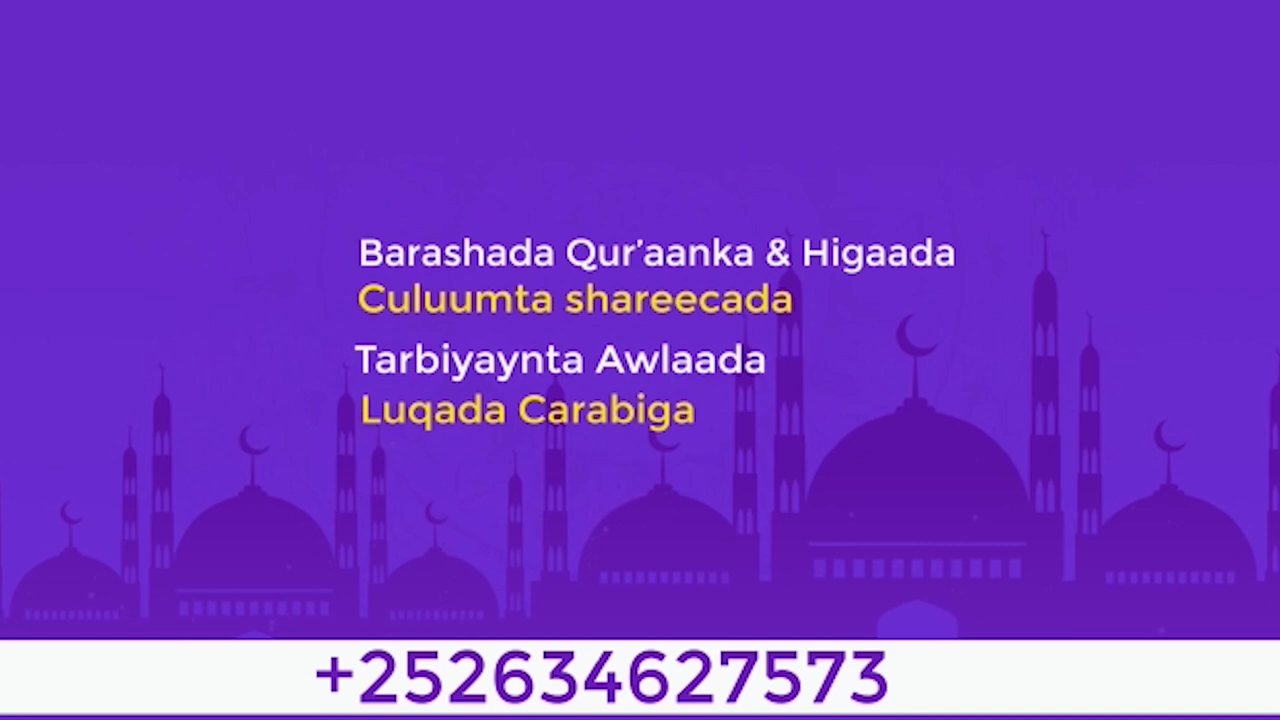 Barashada Qur’aanka & Higaada
Culuumta shareecada
Tarbiyaynta Awlaada
Luqada Carabiga
+252634627573